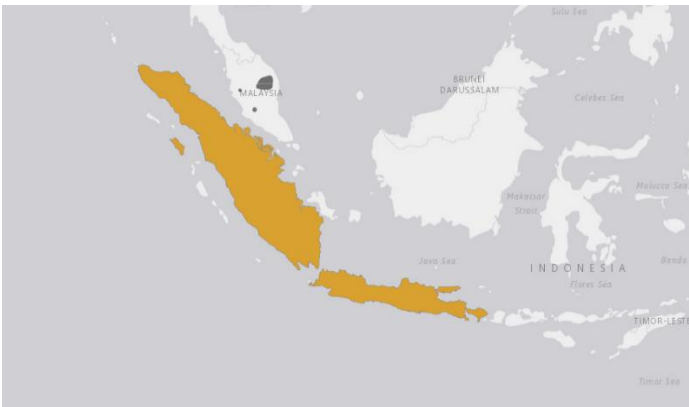 Sulu Sea
BRUNEI
DARUSSALAM
MALAYSIA
Celebes Sea
Molucca Sea
Makassar
Strait
Java Sea
Banda
INDONESIA
Flores Sea
TIMOR-LESTE
Timor Sea